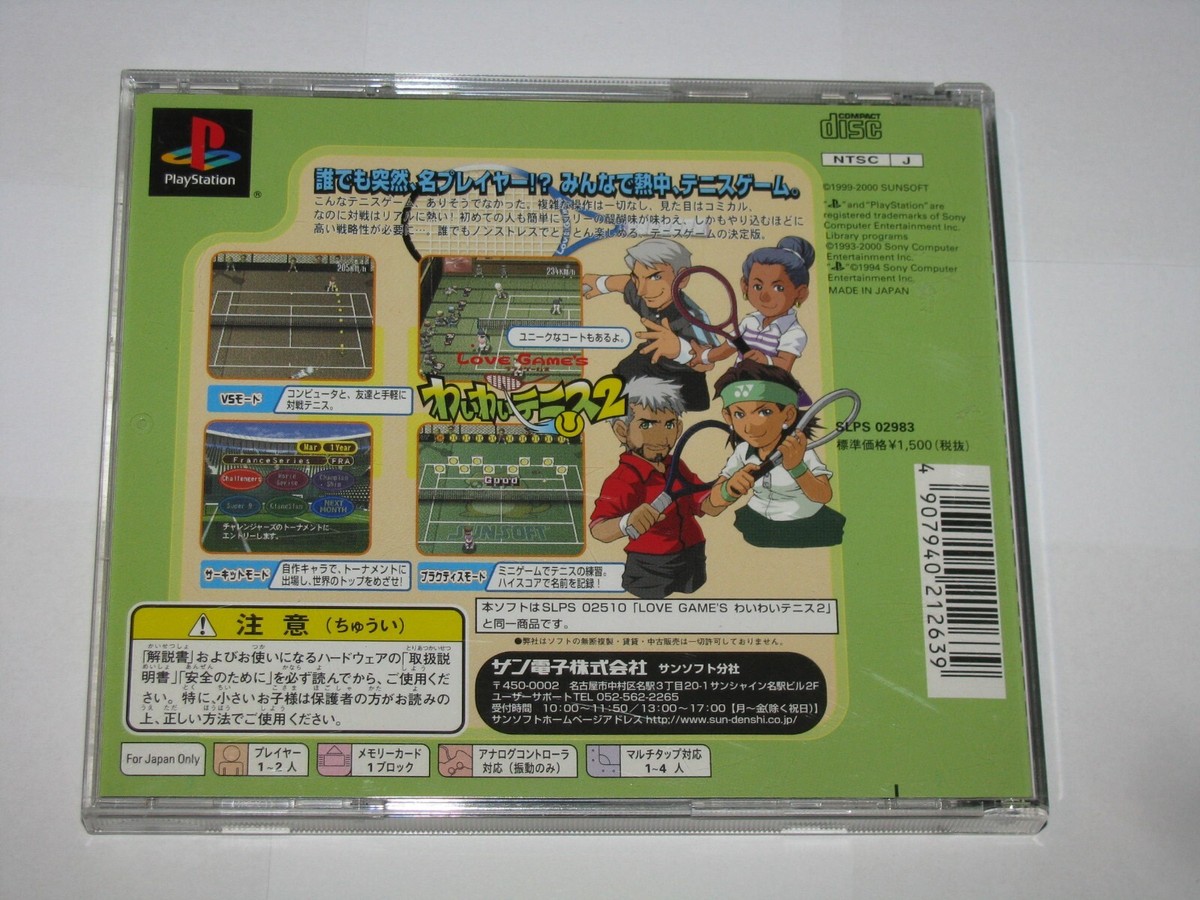 PlayStation
®
COMPACT
disc
NTSC J
誰でも突然、名プレイヤー!? みんなで熱中、テニスゲーム。
こんなテニスゲーム、ありそうでなかった。複雑な操作は一切なし、見た目はコミカル。
なのに対戦はリアルに熱い! 初めての人も簡単にラリーの醍醐味が味わえ、しかもやり込むほどに
高い戦略性が必要に…。誰でもノンストレスでとことん楽しめる、テニスゲームの決定版。
©1999-2000 SUNSOFT
"PS" and "PlayStation" are
registered trademarks of Sony
Computer Entertainment Inc.
Library programs
©1993-2000 Sony Computer
Entertainment Inc.
"PS" ©1994 Sony Computer
Entertainment Inc.
MADE IN JAPAN
205km/h
234km/h
ユニークなコートもあるよ。
LOVE GAME'S
わいわいテニス2
VSモード
コンピュータと、友達と手軽に
対戦テニス。
Mar 1Year
FranceSeries FRA
Challengers
World Series
Champion Ship
Super 9
NEXT MONTH
チャレンジャーズのトーナメントに
エントリーします。
Good
SUNSOFT
サーキットモード
自作キャラで、トーナメントに
出場し、世界のトップをめざせ!
プラクティスモード
ミニゲームでテニスの練習。
ハイスコアで名前を記録!
SLPS 02983
標準価格¥1,500(税抜)
4 907940 212639
本ソフトはSLPS 02510「LOVE GAME'S わいわいテニス2」
と同一商品です。
●弊社はソフトの無断複製・賃貸・中古販売は一切許可しておりません。
注意(ちゅうい)
「解説書」およびお使いになるハードウェアの「取扱説
明書」「安全のために」を必ず読んでから、ご使用くだ
さい。特に、小さいお子様は保護者の方がお読みの
上、正しい方法でご使用ください。
サン電子株式会社 サンソフト分社
〒450-0002 名古屋市中村区名駅3丁目20-1サンシャイン名駅ビル2F
ユーザーサポートTEL 052-562-2265
受付時間 10:00~11:50/13:00~17:00【月~金(除く祝日)】
サンソフトホームページアドレス http://www.sun-denshi.co.jp/
For Japan Only
プレイヤー
1~2人
メモリーカード
1ブロック
アナログコントローラ
対応(振動のみ)
マルチタップ対応
1~4人